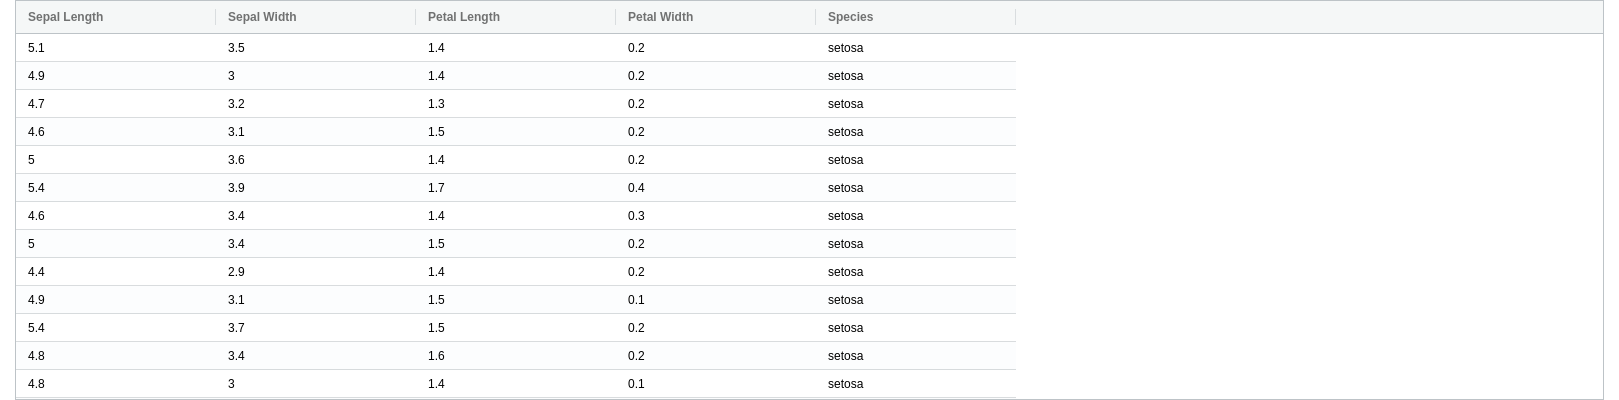 Sepal Length Sepal Width Petal Length Petal Width Species
5.1 3.5 1.4 0.2 setosa
4.9 3 1.4 0.2 setosa
4.7 3.2 1.3 0.2 setosa
4.6 3.1 1.5 0.2 setosa
5 3.6 1.4 0.2 setosa
5.4 3.9 1.7 0.4 setosa
4.6 3.4 1.4 0.3 setosa
5 3.4 1.5 0.2 setosa
4.4 2.9 1.4 0.2 setosa
4.9 3.1 1.5 0.1 setosa
5.4 3.7 1.5 0.2 setosa
4.8 3.4 1.6 0.2 setosa
4.8 3 1.4 0.1 setosa